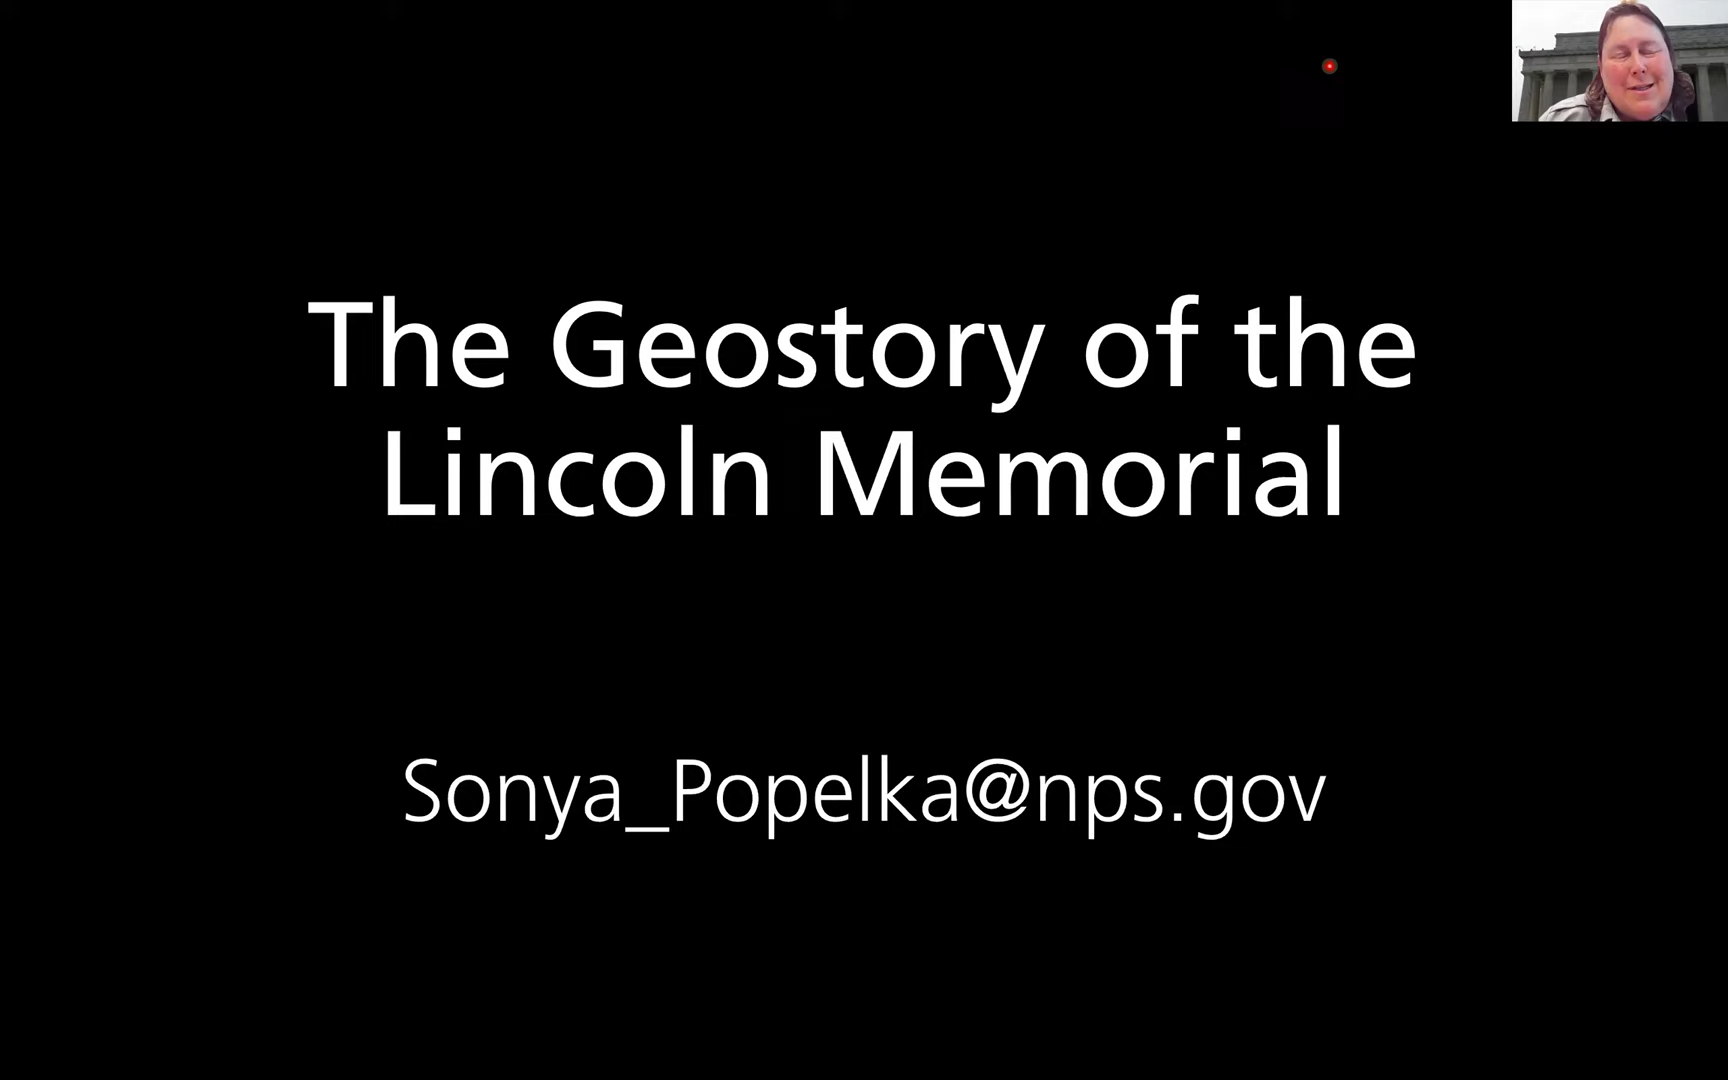 The Geostory of the
Lincoln Memorial
Sonya_Popelka@nps.gov